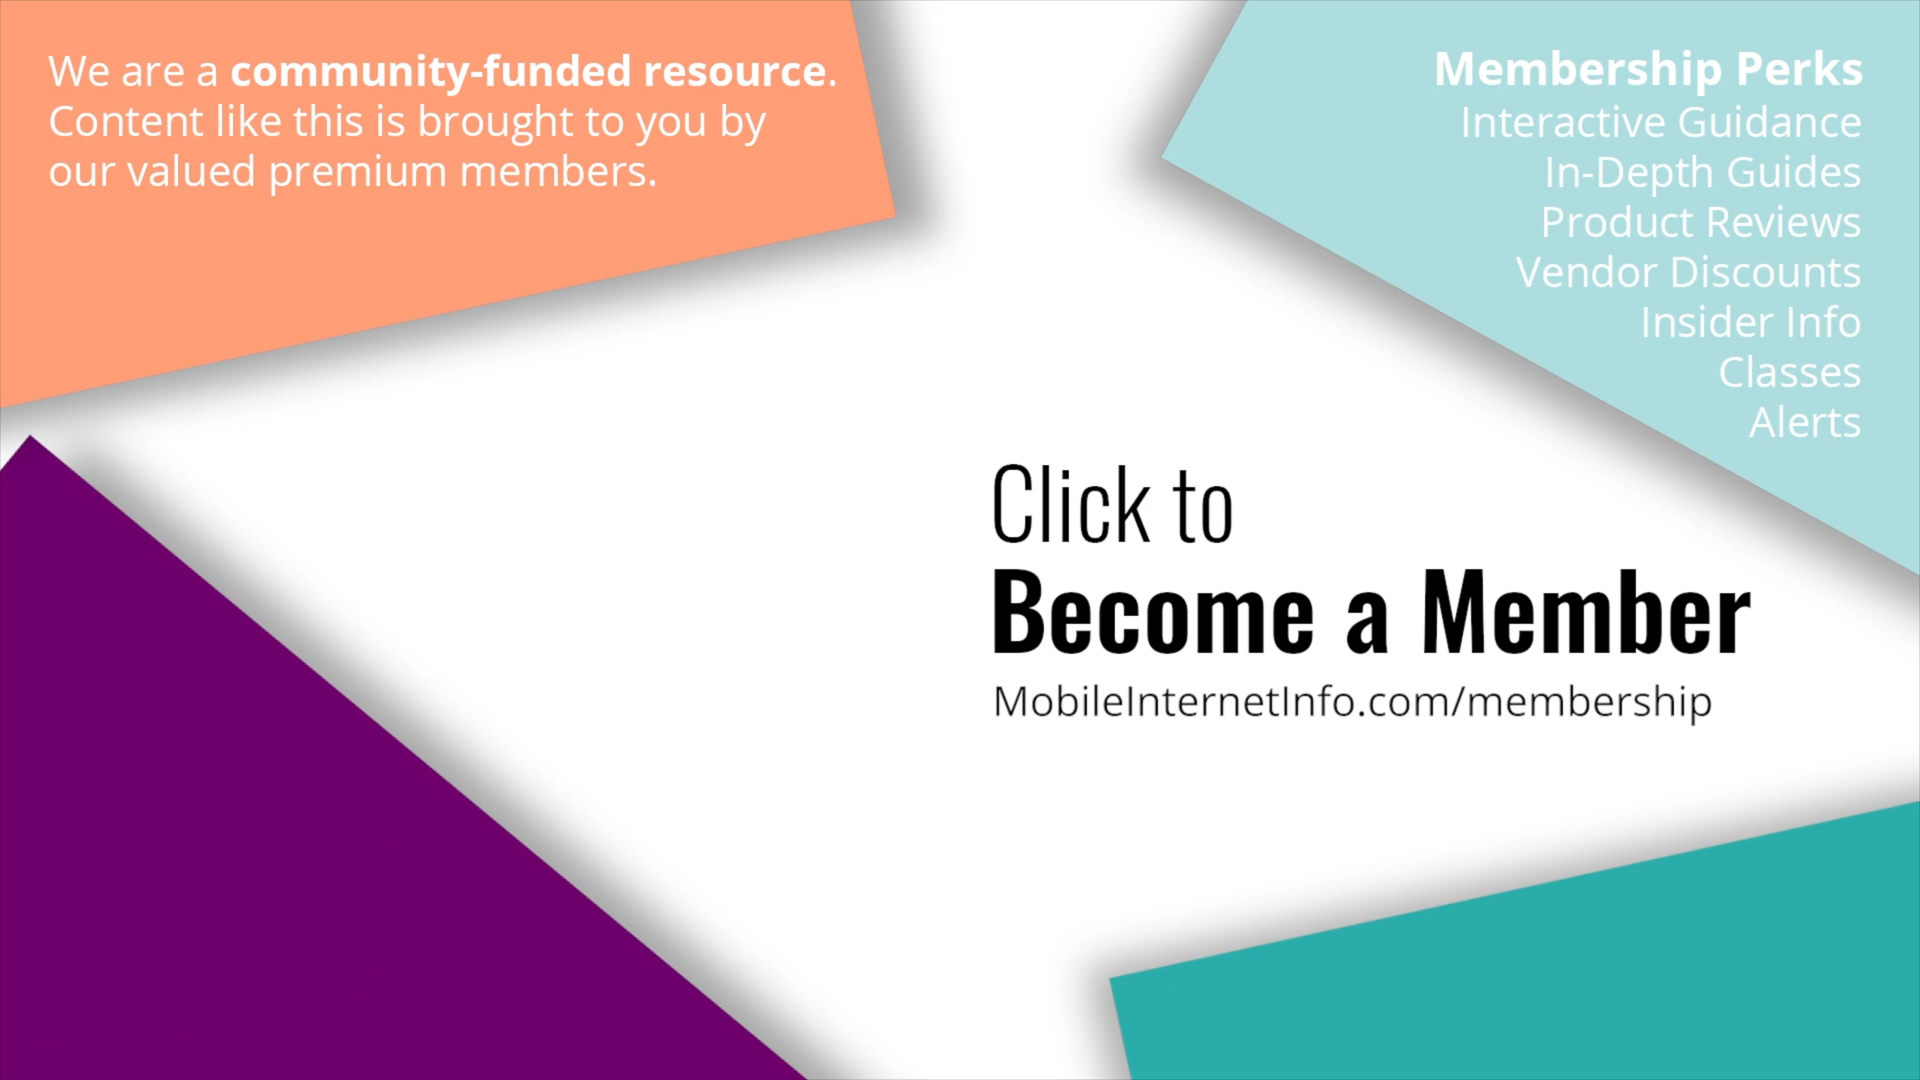 We are a community-funded resource.
Content like this is brought to you by
our valued premium members.
Membership Perks
Interactive Guidance
In-Depth Guides
Product Reviews
Vendor Discounts
Insider Info
Classes
Alerts
Click to
Become a Member
MobileInternetInfo.com/membership